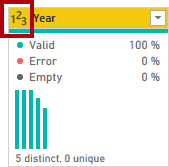 123 Year
Valid 100 %
Error 0 %
Empty 0 %
5 distinct, 0 unique